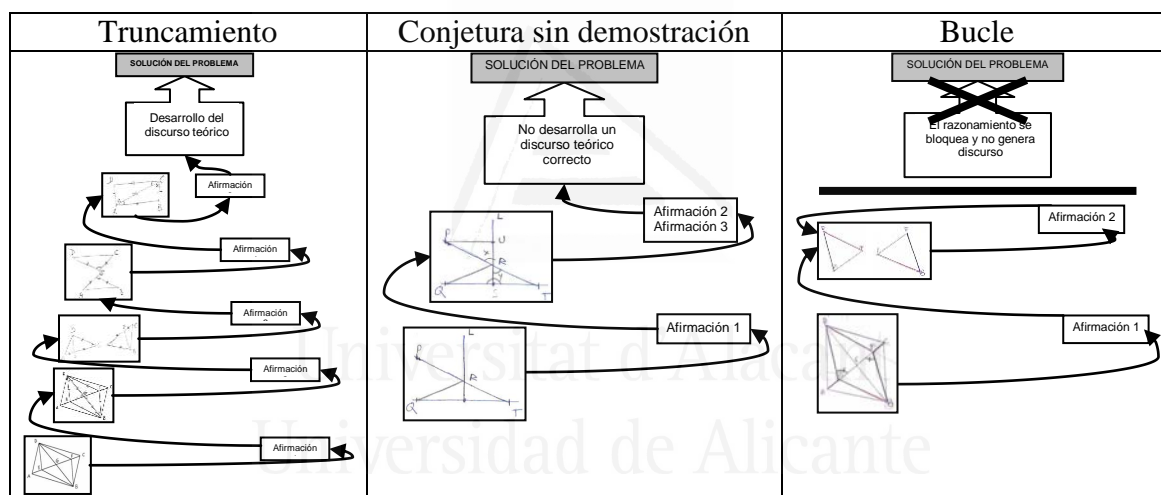 Truncamiento
SOLUCIÓN DEL PROBLEMA
Desarrollo del
discurso teórico
Afirmación
Afirmación
Afirmación
Afirmación
Afirmación
Conjetura sin demostración
SOLUCIÓN DEL PROBLEMA
No desarrolla un
discurso teórico
correcto
Afirmación 2
Afirmación 3
L
P
U
R
Q
T
Afirmación 1
L
P
R
Q
T
Bucle
SOLUCIÓN DEL PROBLEMA
El razonamiento se
bloquea y no genera
discurso
Afirmación 2
Afirmación 1
Universitat d'Alacant
Universidad de Alicante